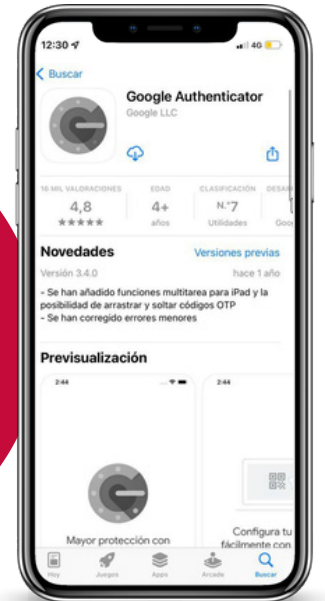 12:30
4G
Buscar
Google Authenticator
Google LLC
16 MIL VALORACIONES
EDAD
CLASIFICACIÓN
DESAR
4,8
4+
N.º7
★★★★★
años
Utilidades
Goo
Novedades
Versiones previas
Versión 3.4.0
hace 1 año
- Se han añadido funciones multitarea para iPad y la
posibilidad de arrastrar y soltar códigos OTP
- Se han corregido errores menores
Previsualización
2:44
2:44
Mayor protección con
Configura tu
fácilmente con
Hoy
Juegos
Apps
Arcade
Buscar